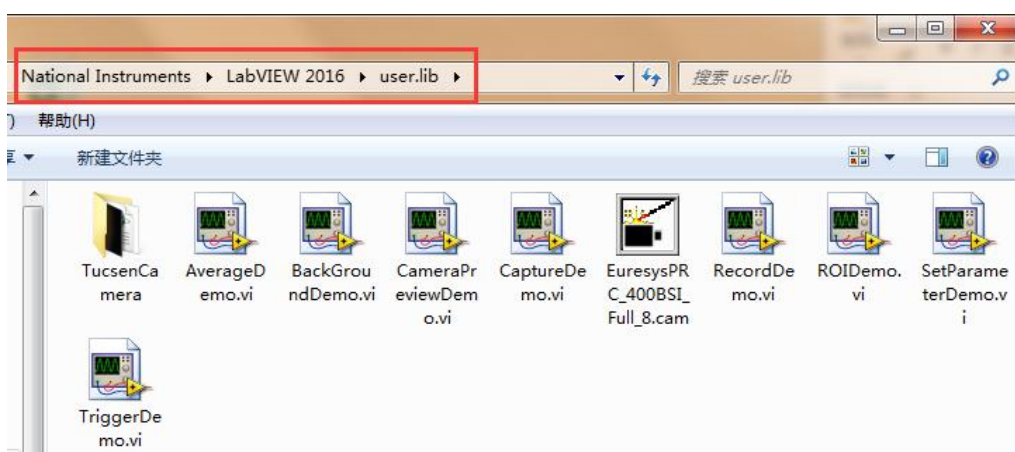 National Instruments ▸ LabVIEW 2016 ▸ user.lib ▸
搜索 user.lib
帮助(H)
新建文件夹
TucsenCa
mera
AverageD
emo.vi
BackGrou
ndDemo.vi
CameraPr
eviewDem
o.vi
CaptureDe
mo.vi
EuresysPR
C_400BSI_
Full_8.cam
RecordDe
mo.vi
ROIDemo.
vi
SetParame
terDemo.v
i
TriggerDe
mo.vi